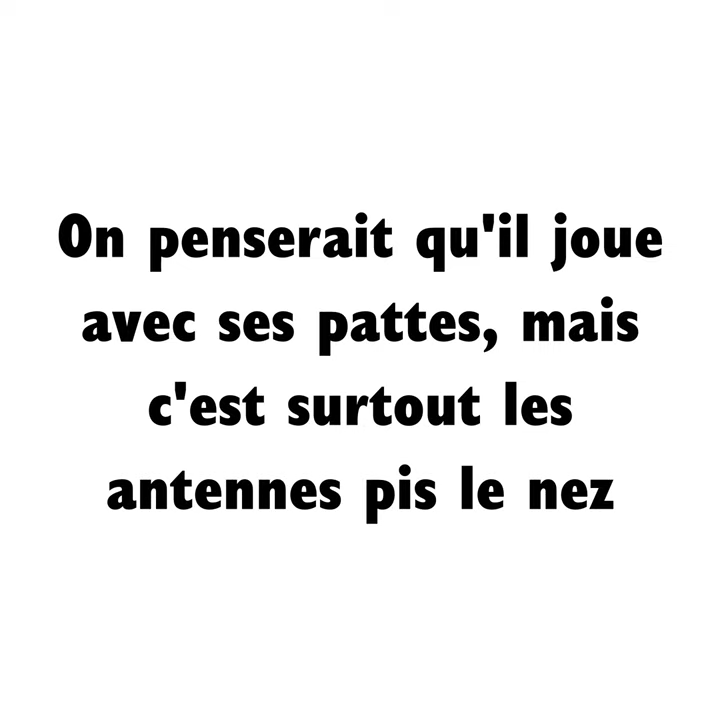 On penserait qu'il joue
avec ses pattes, mais
c'est surtout les
antennes pis le nez